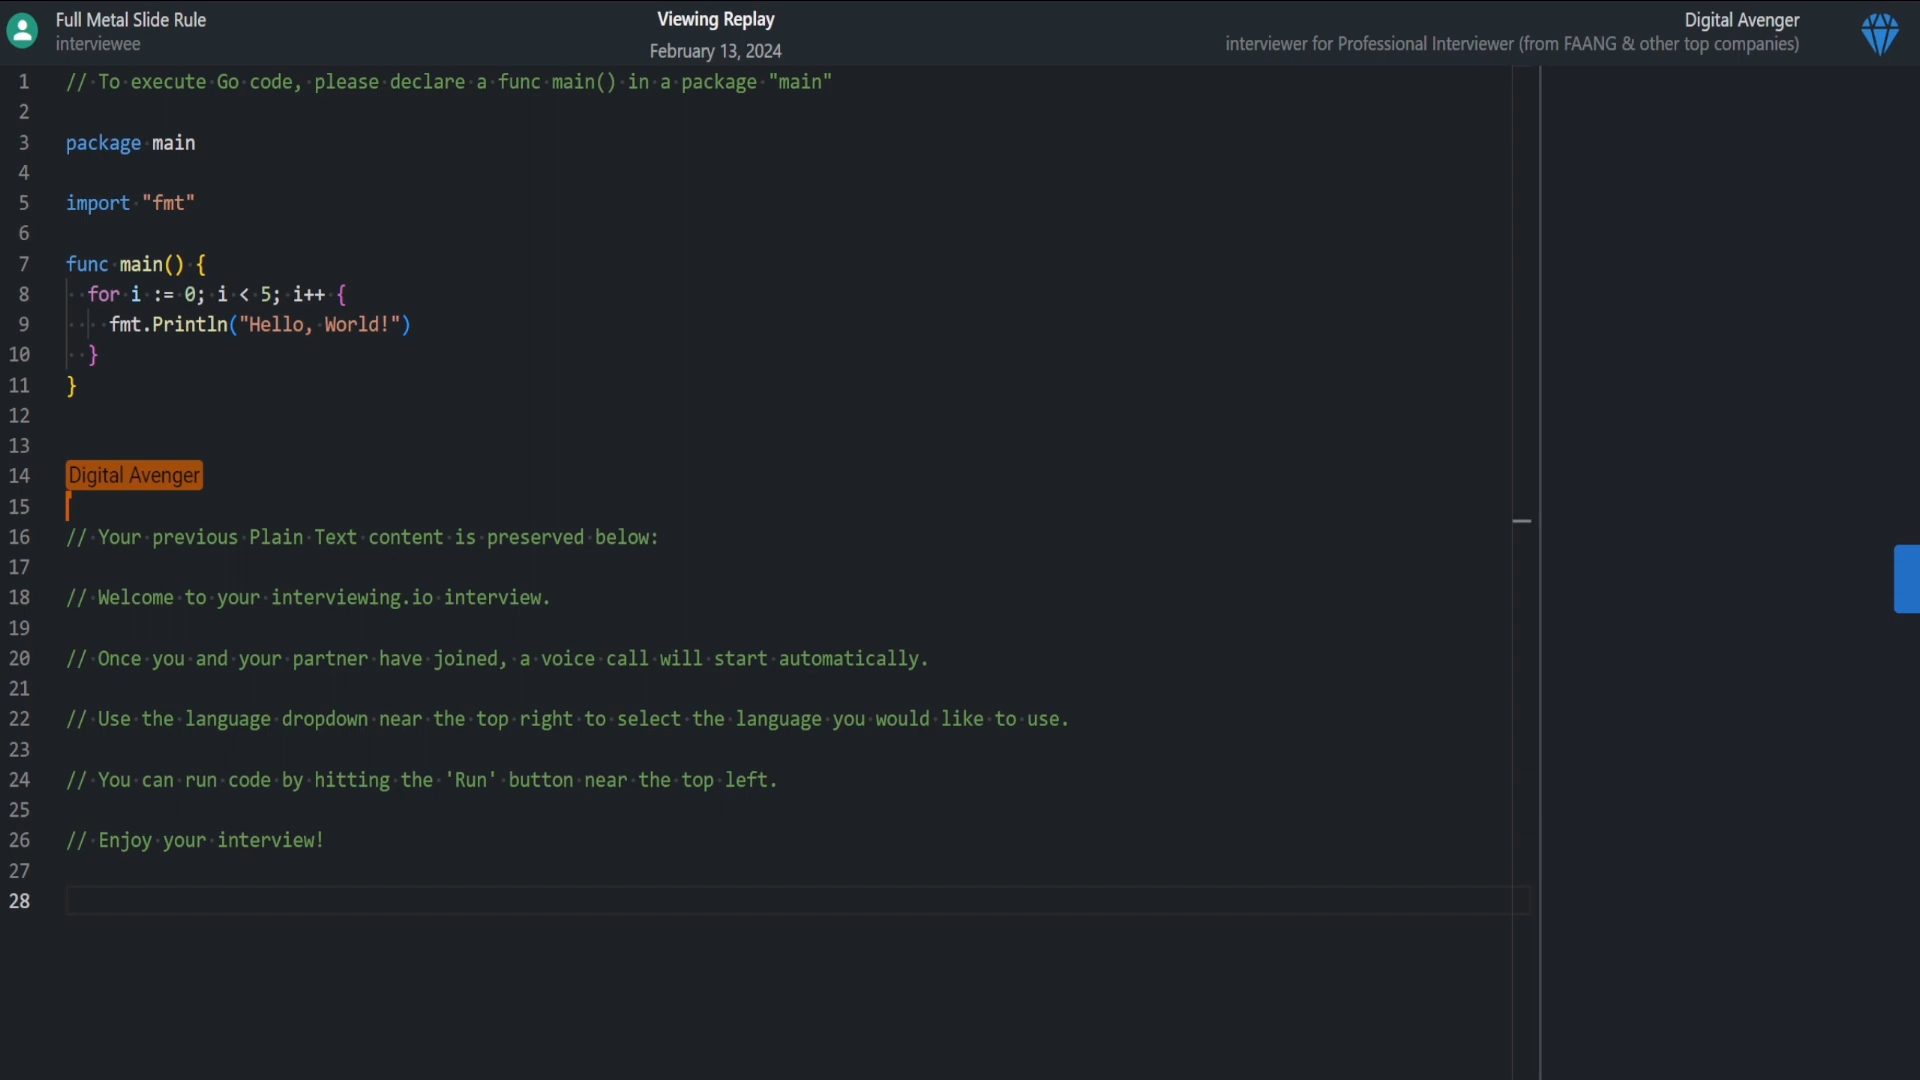 Full Metal Slide Rule
interviewee
Viewing Replay
February 13, 2024
Digital Avenger
interviewer for Professional Interviewer (from FAANG & other top companies)
1 // To execute Go code, please declare a func main() in a package "main"
2
3 package main
4
5 import "fmt"
6
7 func main() {
8 for i := 0; i < 5; i++ {
9 fmt.Println("Hello, World!")
10 }
11 }
12
13
14 Digital Avenger
15
16 // Your previous Plain Text content is preserved below:
17
18 // Welcome to your interviewing.io interview.
19
20 // Once you and your partner have joined, a voice call will start automatically.
21
22 // Use the language dropdown near the top right to select the language you would like to use.
23
24 // You can run code by hitting the 'Run' button near the top left.
25
26 // Enjoy your interview!
27
28